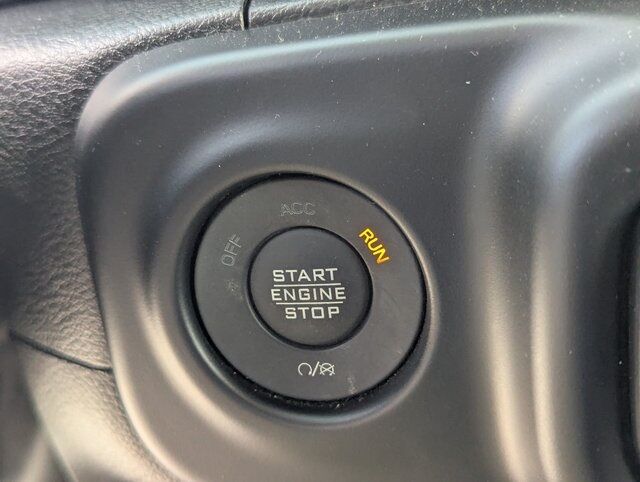 ACC
OFF
RUN
START
ENGINE
STOP